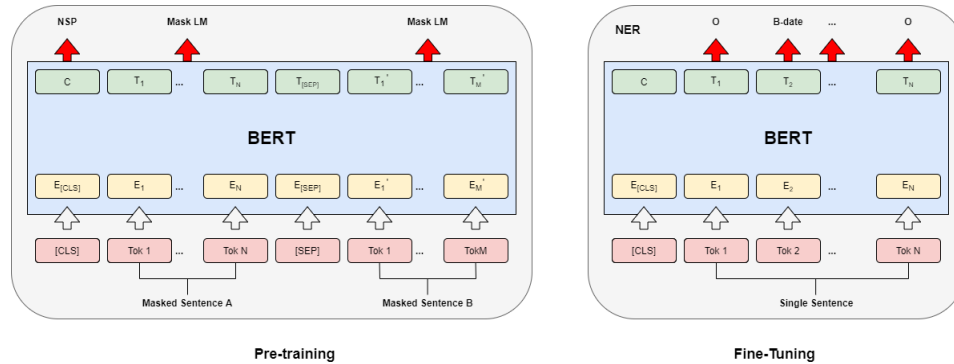 NSP Mask LM Mask LM
C T1 ... TN T[SEP] T1' ... TM'
BERT
E[CLS] E1 ... EN E[SEP] E1' ... EM'
[CLS] Tok 1 ... Tok N [SEP] Tok 1 ... TokM
Masked Sentence A Masked Sentence B
Pre-training
NER
O B-date ... O
C T1 T2 ... TN
BERT
E[CLS] E1 E2 ... EN
[CLS] Tok 1 Tok 2 ... Tok N
Single Sentence
Fine-Tuning